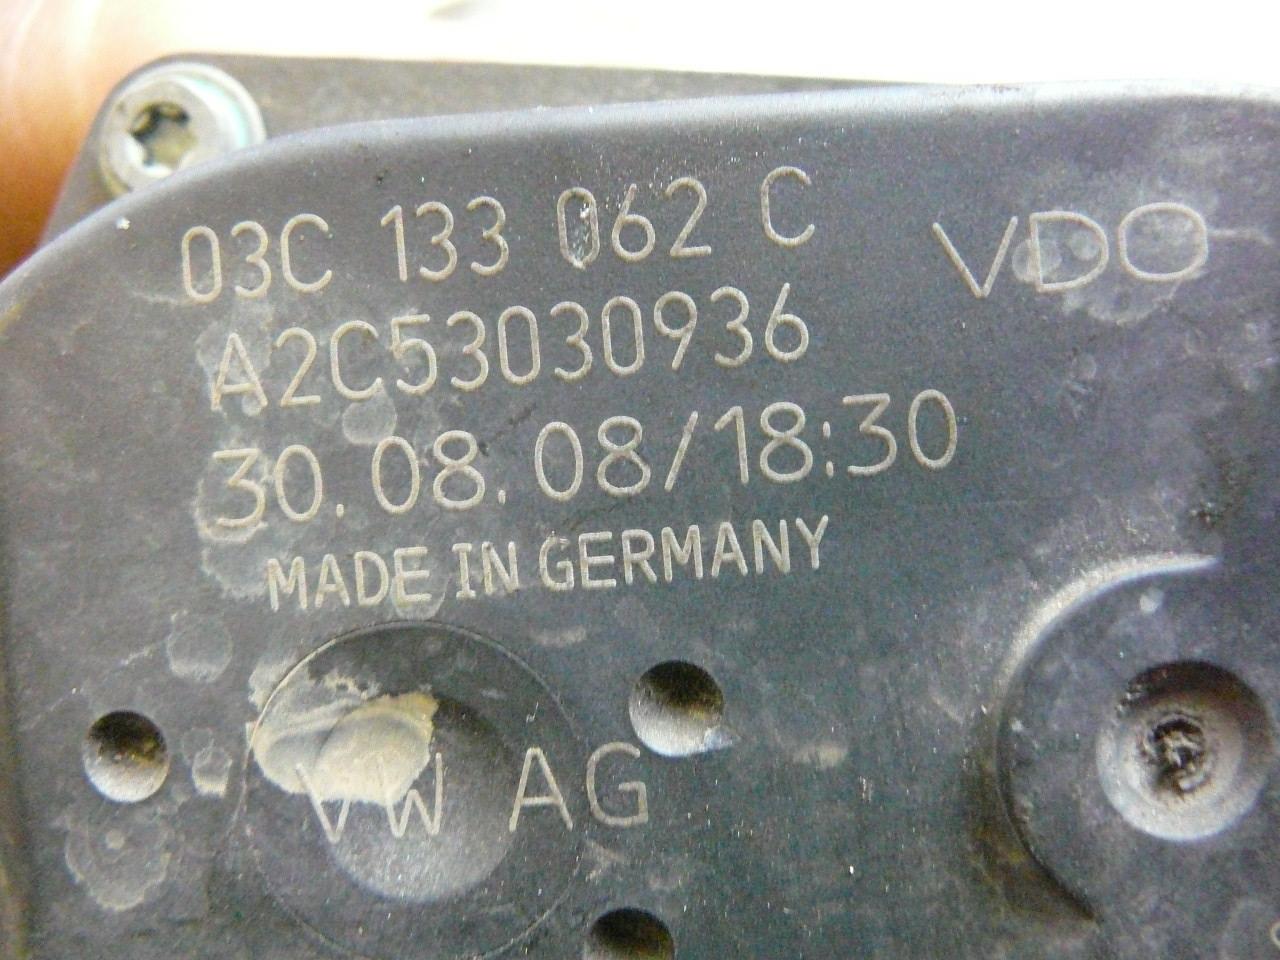 03C 133 062 C
VDO
A2C53030936
30.08.08/18:30
MADE IN GERMANY
VW AG